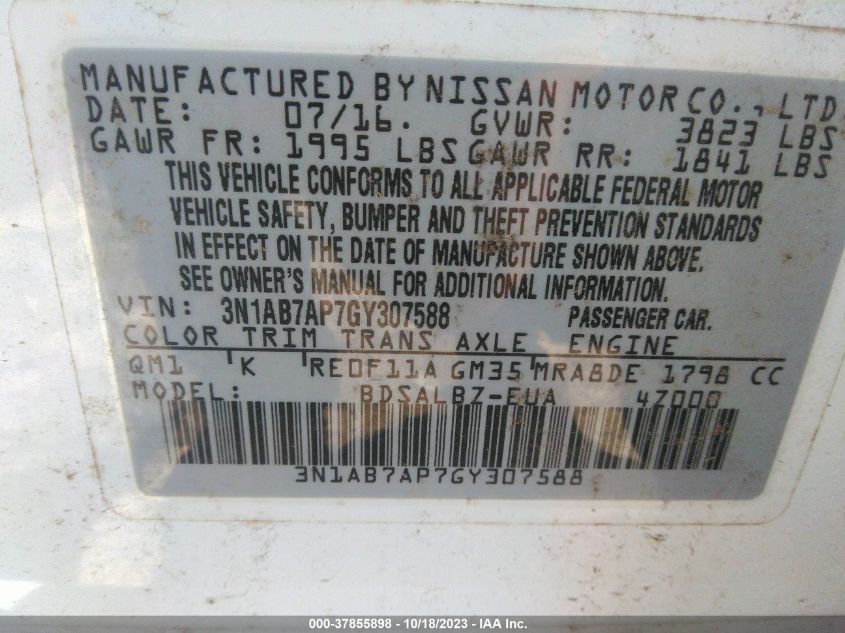 MANUFACTURED BY NISSAN MOTOR CO., LTD
DATE: 07/16. GVWR: 3823 LBS
GAWR FR: 1995 LBS GAWR RR: 1841 LBS
THIS VEHICLE CONFORMS TO ALL APPLICABLE FEDERAL MOTOR
VEHICLE SAFETY, BUMPER AND THEFT PREVENTION STANDARDS
IN EFFECT ON THE DATE OF MANUFACTURE SHOWN ABOVE.
SEE OWNER'S MANUAL FOR ADDITIONAL INFORMATION.
VIN: 3N1AB7AP7GY307588 PASSENGER CAR.
COLOR TRIM TRANS AXLE ENGINE
QM1 K RE0F11A GM35 MRA8DE 1798 CC
MODEL: BDSALBZ-EUA 4Z000
3N1AB7AP7GY307588
000-37855898 - 10/18/2023 - IAA Inc.